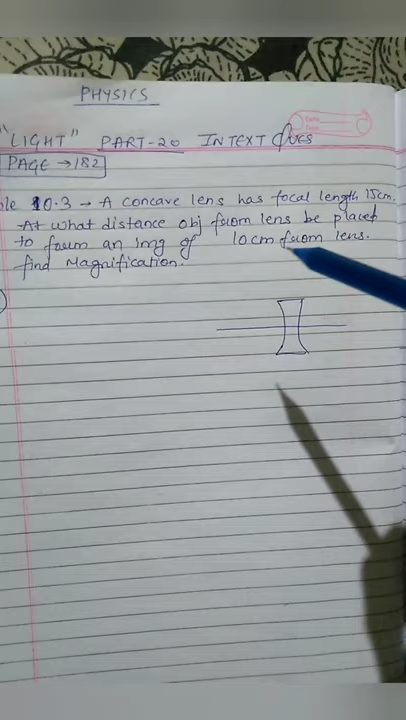 PHYSICS
"LIGHT" PART-20 INTEXT QUES
PAGE → 182
le 10.3 → A concave lens has focal length 15cm.
At what distance obj from lens be placed
to form an img of 10cm from lens.
find Magnification.